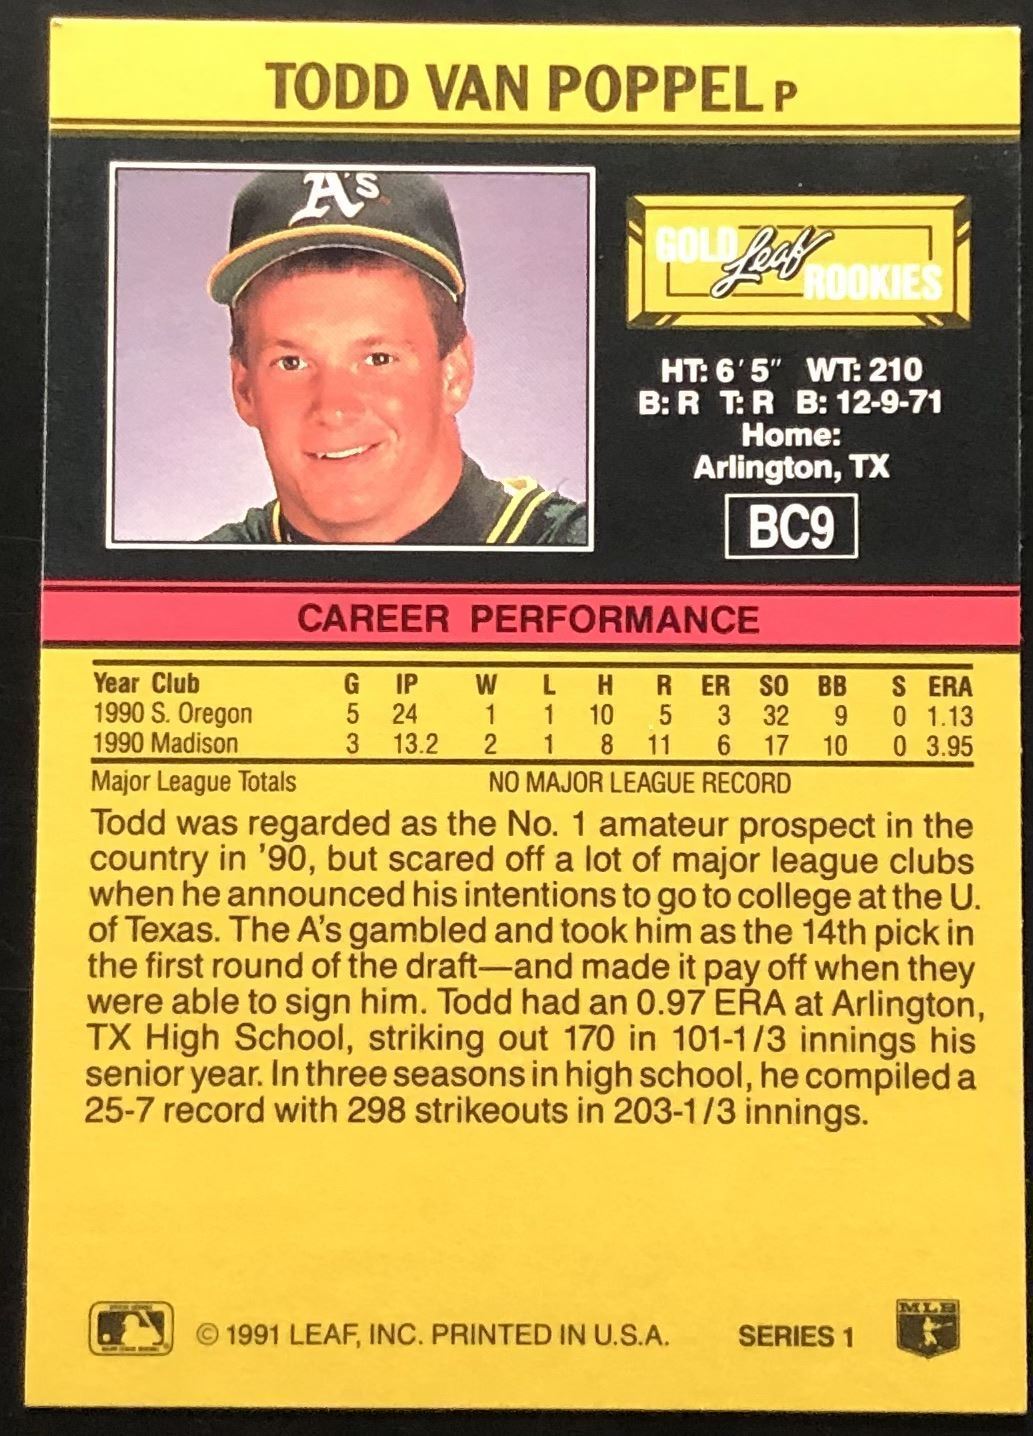 TODD VAN POPPEL P
A's
GOLD Leaf ROOKIES
HT: 6'5" WT: 210
B: R T: R B: 12-9-71
Home:
Arlington, TX
BC9
CAREER PERFORMANCE
Year Club G IP W L H R ER SO BB S ERA
1990 S. Oregon 5 24 1 1 10 5 3 32 9 0 1.13
1990 Madison 3 13.2 2 1 8 11 6 17 10 0 3.95
Major League Totals NO MAJOR LEAGUE RECORD
Todd was regarded as the No. 1 amateur prospect in the
country in '90, but scared off a lot of major league clubs
when he announced his intentions to go to college at the U.
of Texas. The A's gambled and took him as the 14th pick in
the first round of the draft—and made it pay off when they
were able to sign him. Todd had an 0.97 ERA at Arlington,
TX High School, striking out 170 in 101-1/3 innings his
senior year. In three seasons in high school, he compiled a
25-7 record with 298 strikeouts in 203-1/3 innings.
© 1991 LEAF, INC. PRINTED IN U.S.A. SERIES 1
MLB